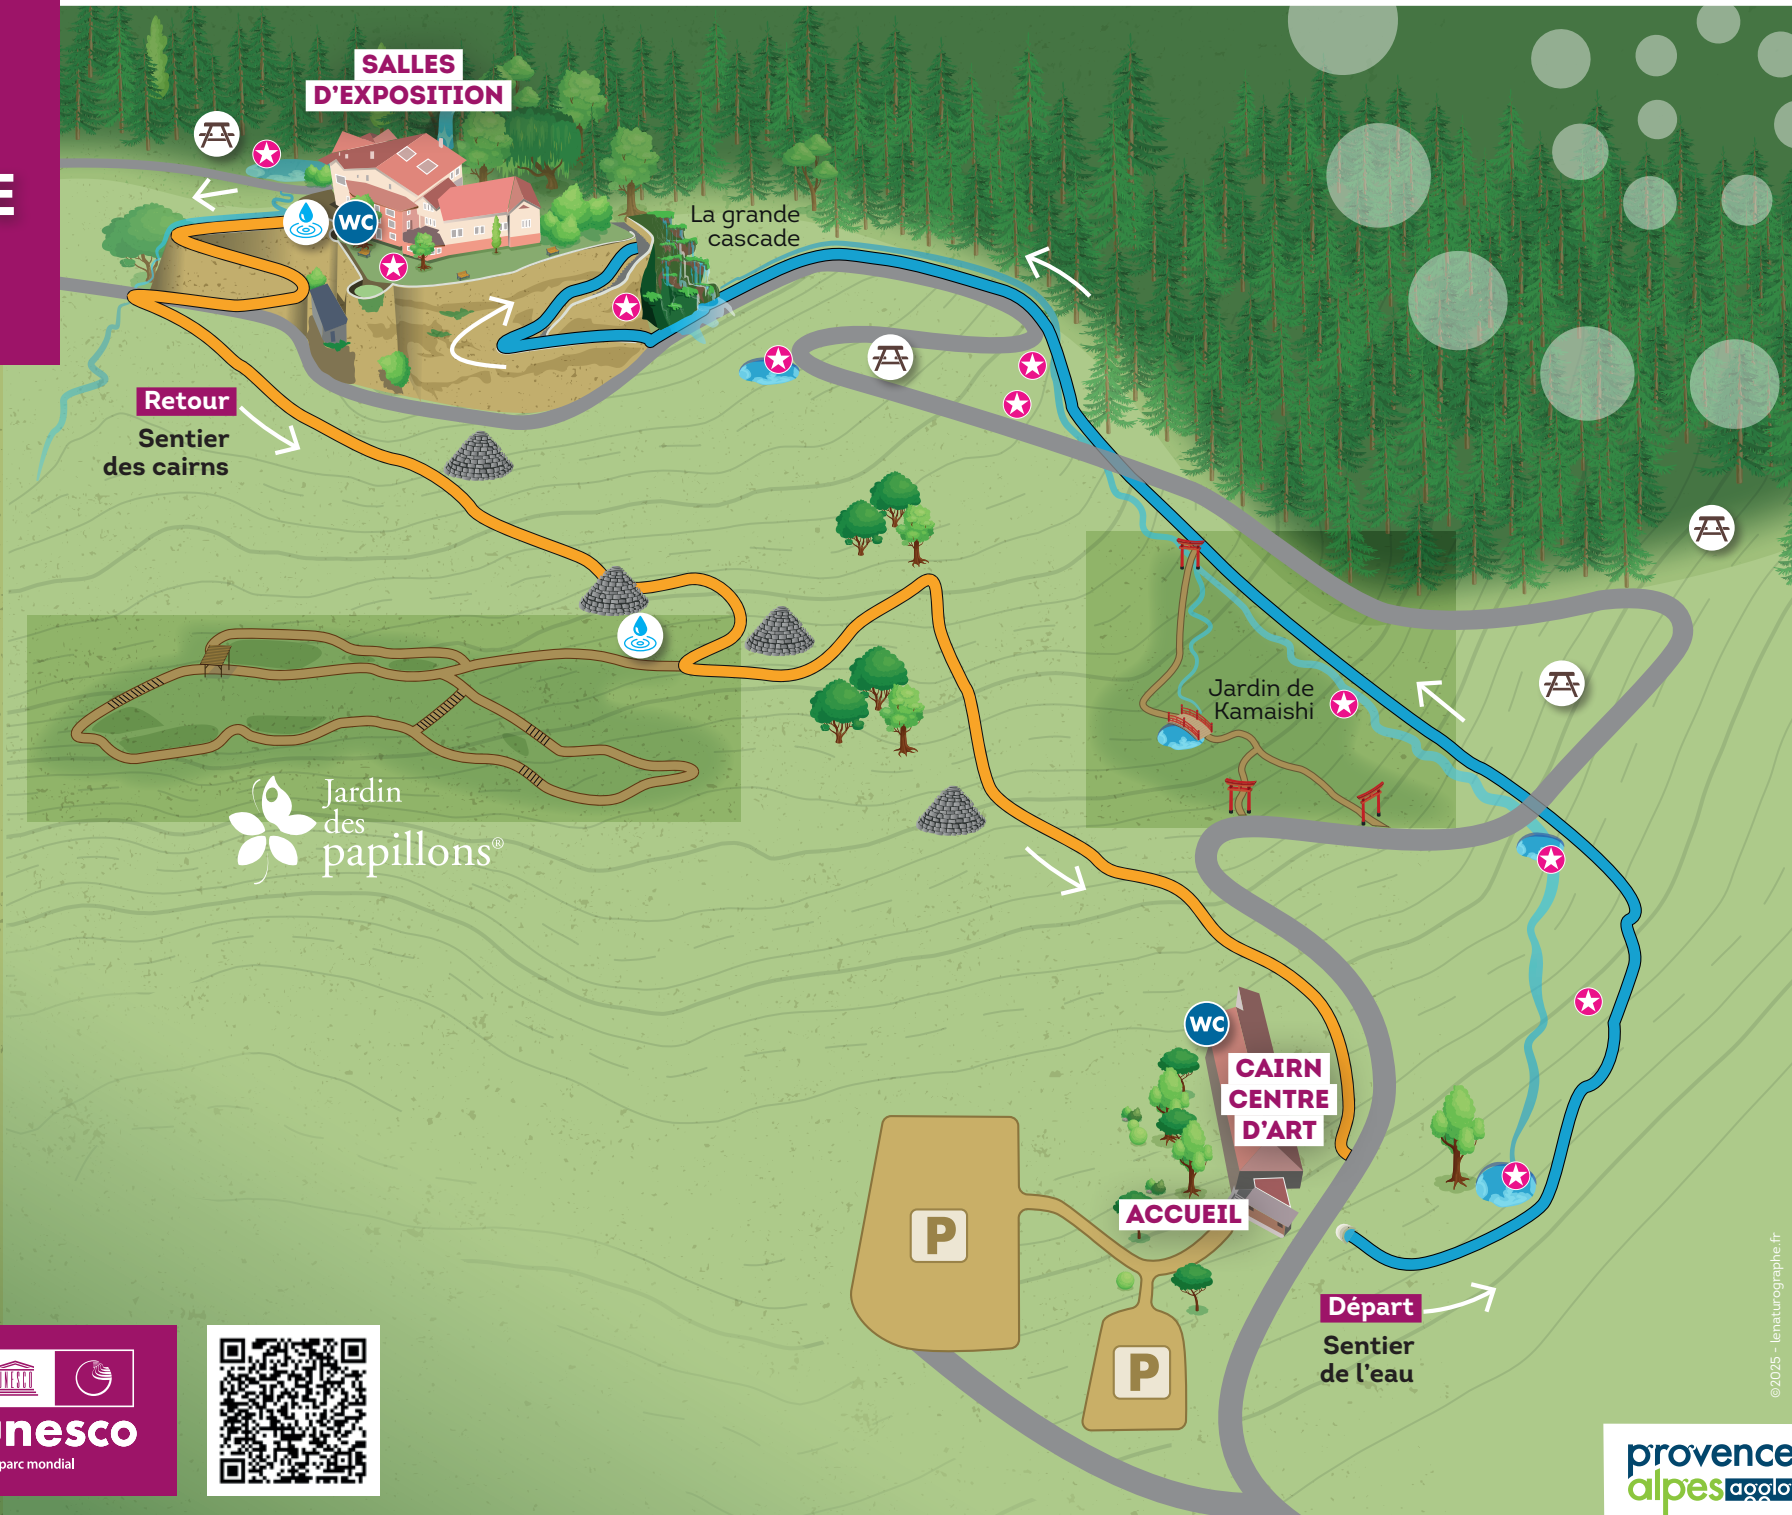 E
SALLES
D'EXPOSITION
WC
La grande
cascade
Retour
Sentier
des cairns
Jardin de
Kamaishi
Jardin
des
papillons®
WC
CAIRN
CENTRE
D'ART
ACCUEIL
P
P
Départ
Sentier
de l'eau
©2025 - lenaturographe.fr
unesco
parc mondial
provence
alpes agglo